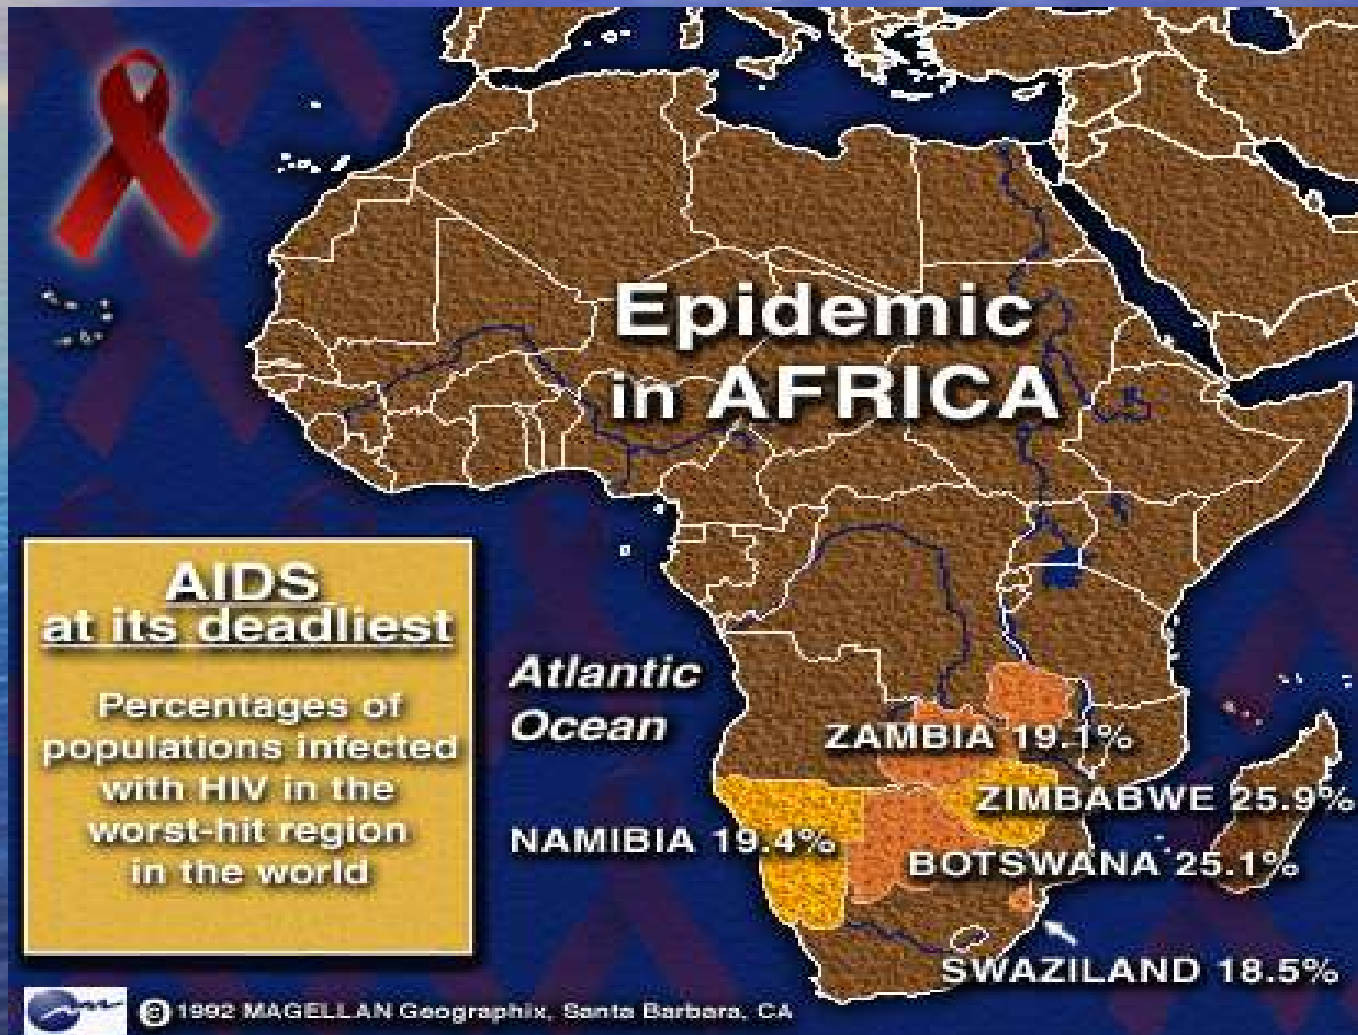 Epidemic
in AFRICA
AIDS
at its deadliest
Percentages of
populations infected
with HIV in the
worst-hit region
in the world
Atlantic
Ocean
ZAMBIA 19.1%
ZIMBABWE 25.9%
NAMIBIA 19.4%
BOTSWANA 25.1%
SWAZILAND 18.5%
© 1992 MAGELLAN Geographix, Santa Barbara, CA